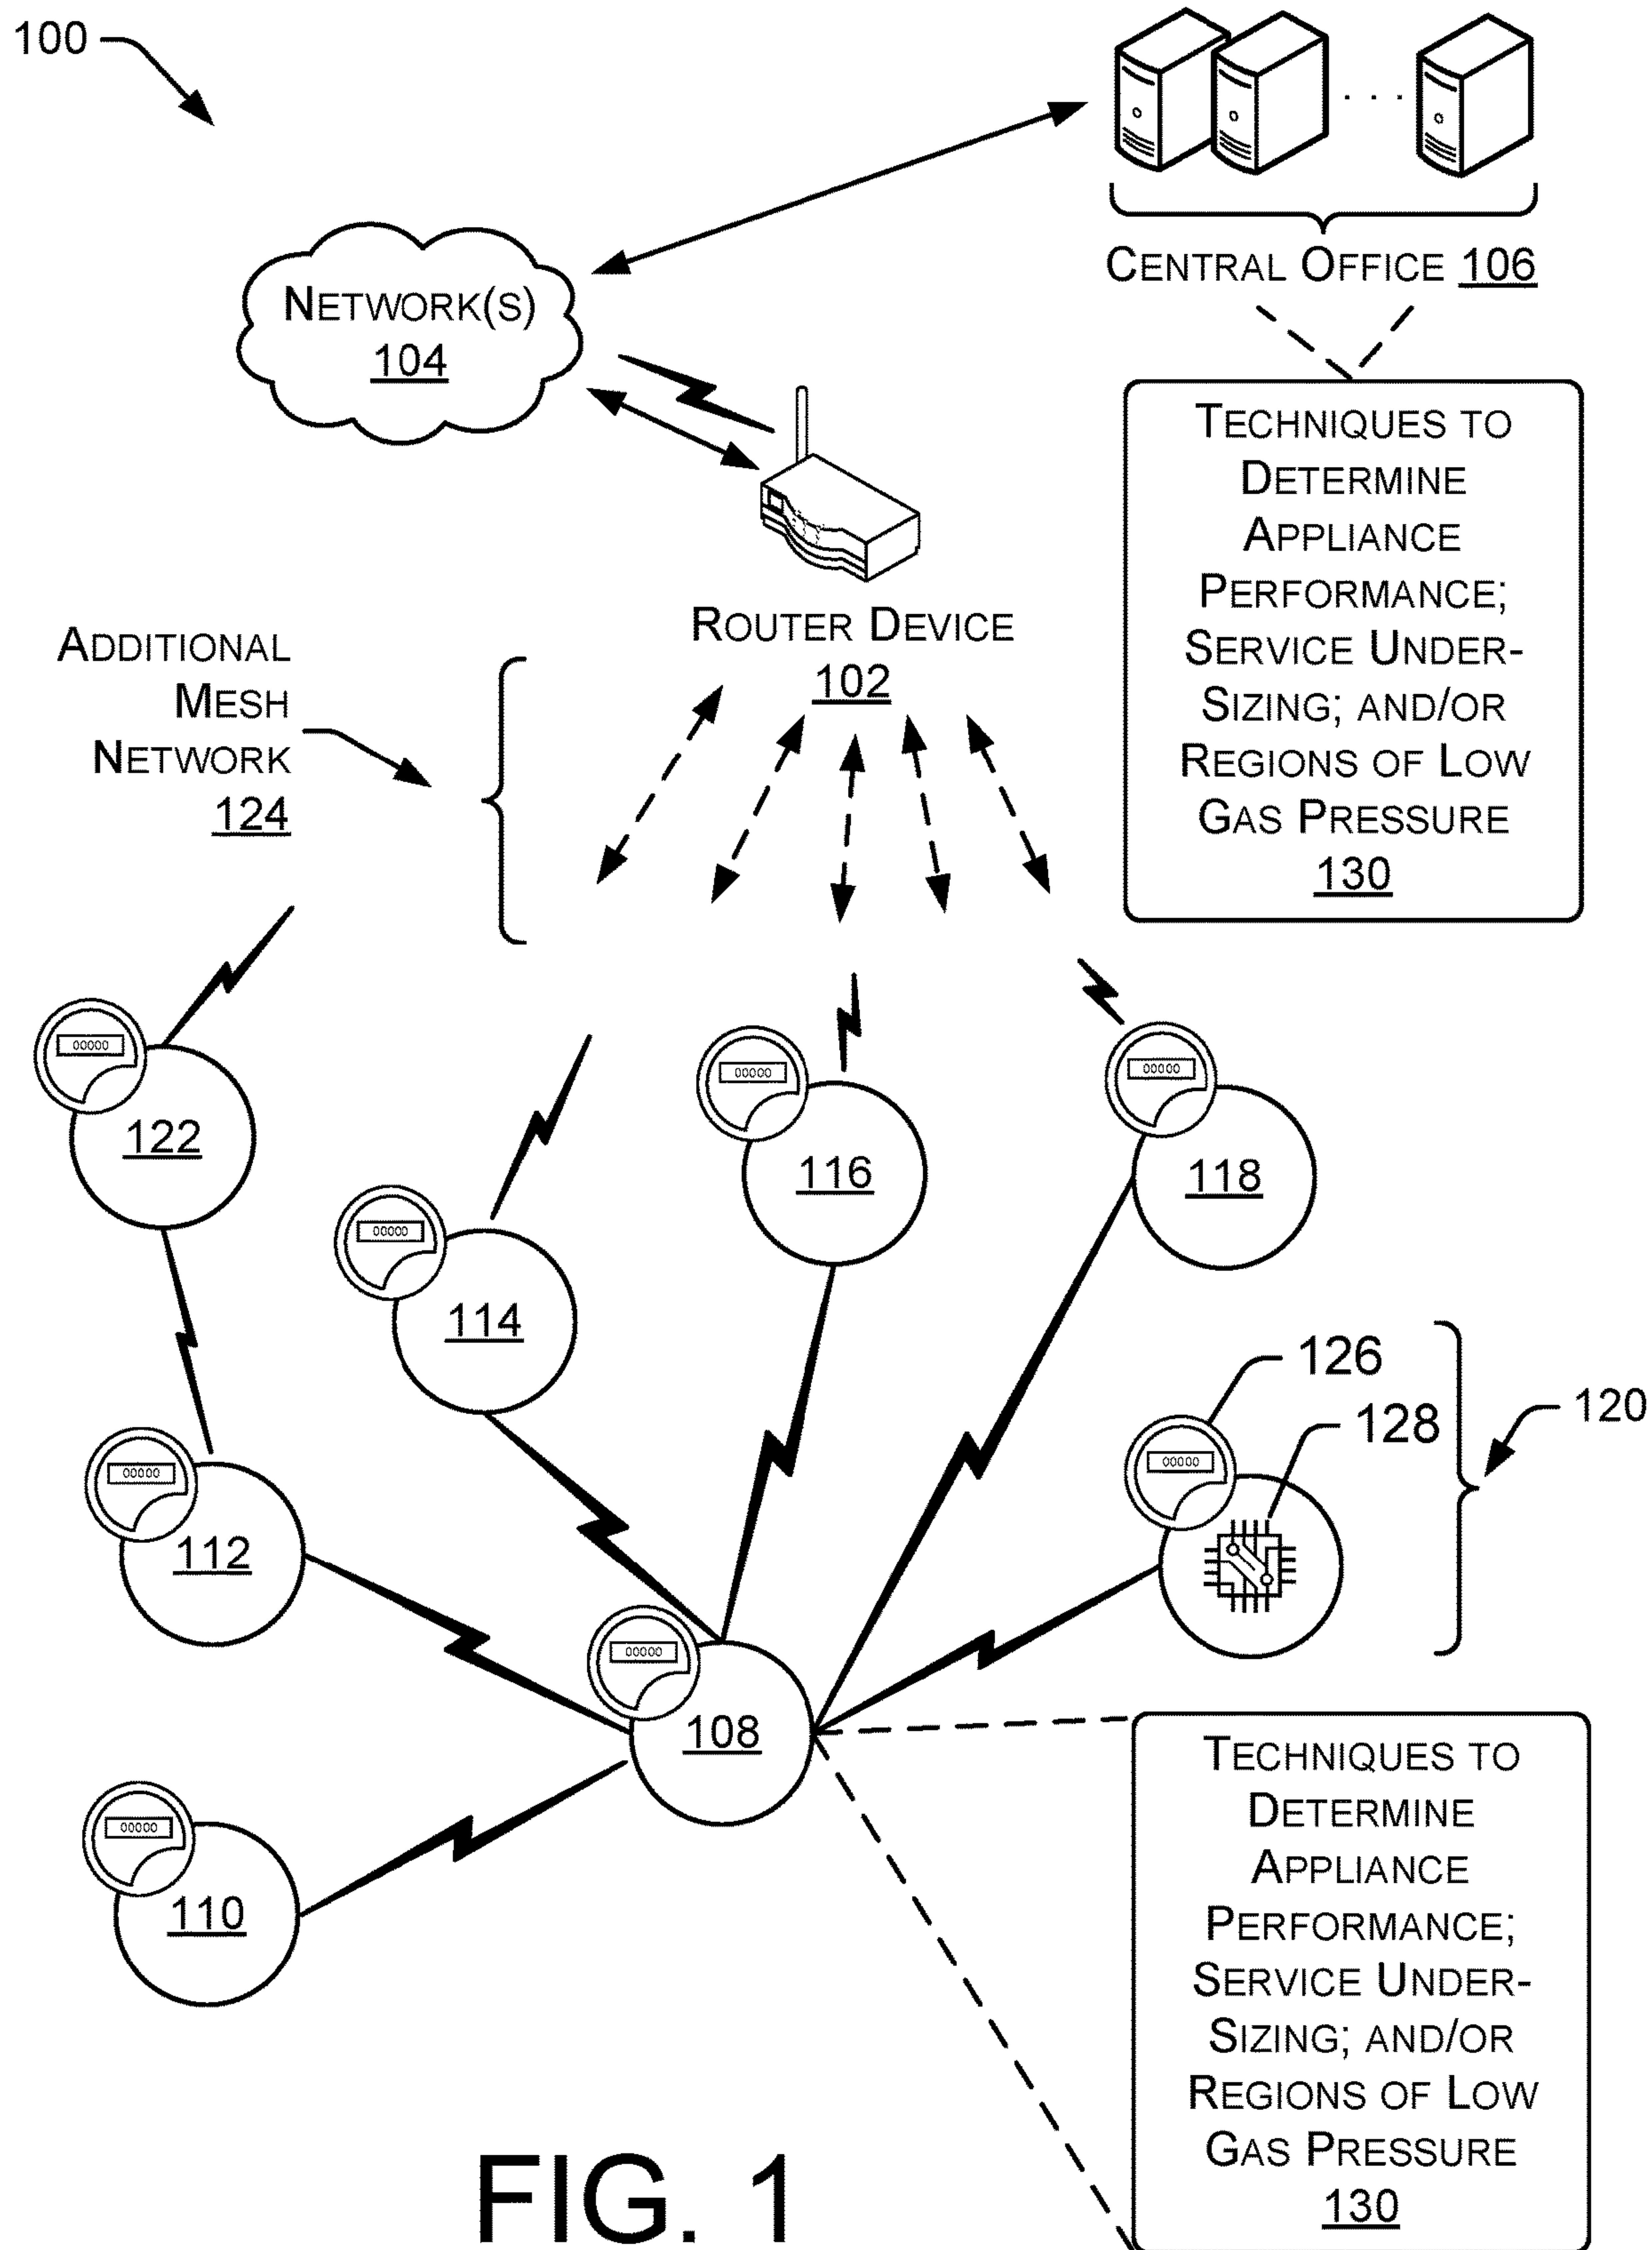 100
CENTRAL OFFICE 106
NETWORK(S)
104
TECHNIQUES TO
DETERMINE
APPLIANCE
PERFORMANCE;
SERVICE UNDER-
SIZING; AND/OR
REGIONS OF LOW
GAS PRESSURE
130
ROUTER DEVICE
102
ADDITIONAL
MESH
NETWORK
124
00000
122
00000
114
00000
116
00000
118
126
128
120
00000
00000
112
00000
108
00000
110
TECHNIQUES TO
DETERMINE
APPLIANCE
PERFORMANCE;
SERVICE UNDER-
SIZING; AND/OR
REGIONS OF LOW
GAS PRESSURE
130
FIG. 1